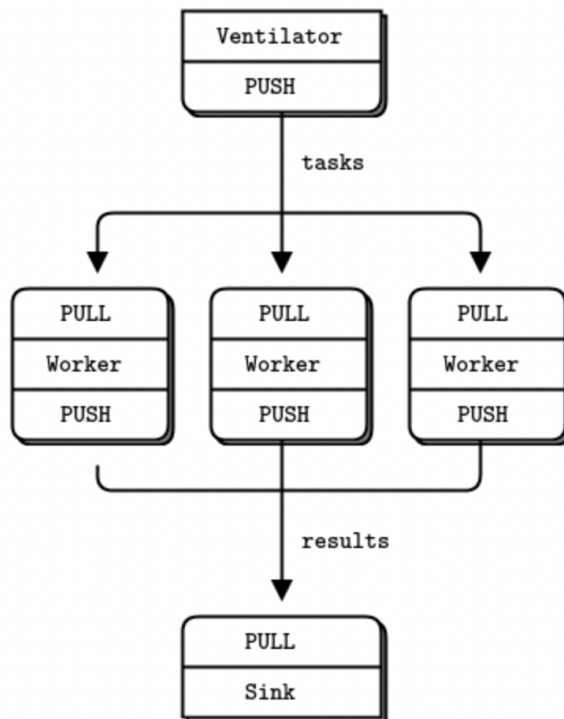 Ventilator
PUSH
tasks
PULL PULL PULL
Worker Worker Worker
PUSH PUSH PUSH
results
PULL
Sink